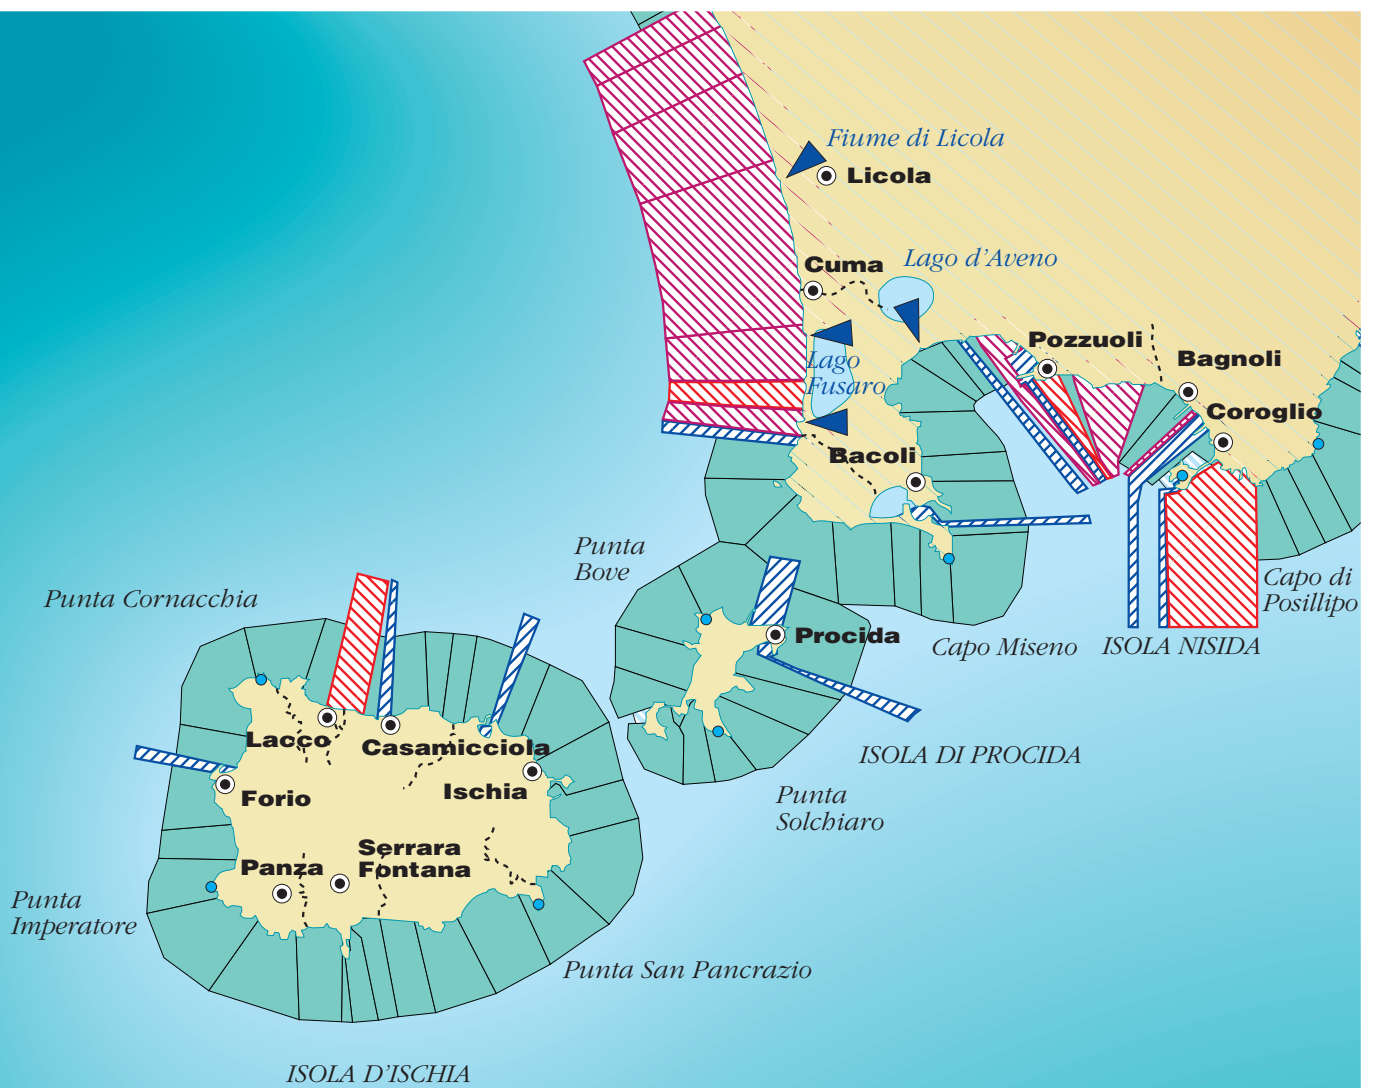 Fiume di Licola
Licola
Cuma
Lago d'Aveno
Pozzuoli
Bagnoli
Lago
Fusaro
Coroglio
Bacoli
Punta
Bove
Capo di
Posillipo
Punta Cornacchia
Procida
Capo Miseno
ISOLA NISIDA
Lacco
Casamicciola
ISOLA DI PROCIDA
Forio
Ischia
Punta
Solchiaro
Serrara
Fontana
Panza
Punta
Imperatore
Punta San Pancrazio
ISOLA D'ISCHIA